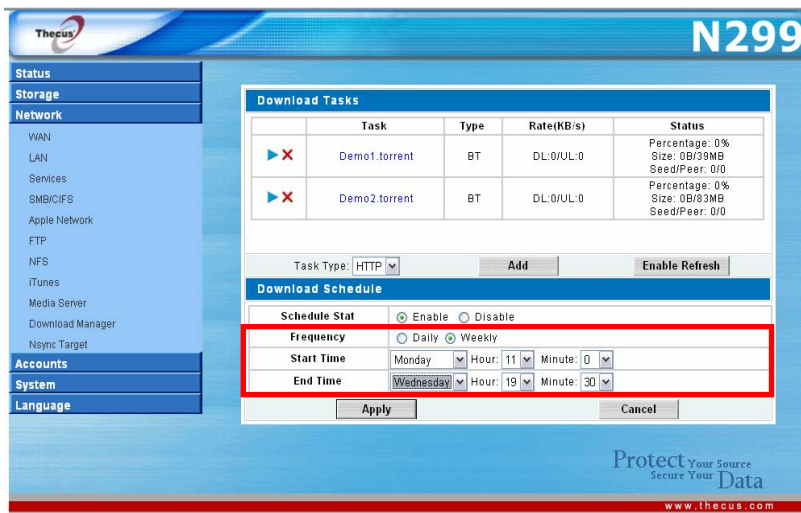 Thecus
N299
Status
Storage
Network
WAN
LAN
Services
SMB/CIFS
Apple Network
FTP
NFS
iTunes
Media Server
Download Manager
Nsync Target
Accounts
System
Language
Download Tasks
Task Type Rate(KB/s) Status
Demo1.torrent BT DL:0/UL:0 Percentage: 0%
Size: 0B/39MB
Seed/Peer: 0/0
Demo2.torrent BT DL:0/UL:0 Percentage: 0%
Size: 0B/83MB
Seed/Peer: 0/0
Task Type: HTTP Add Enable Refresh
Download Schedule
Schedule Stat Enable Disable
Frequency Daily Weekly
Start Time Monday Hour: 11 Minute: 0
End Time Wednesday Hour: 19 Minute: 30
Apply Cancel
Protect Your Source
Secure Your Data
www.thecus.com